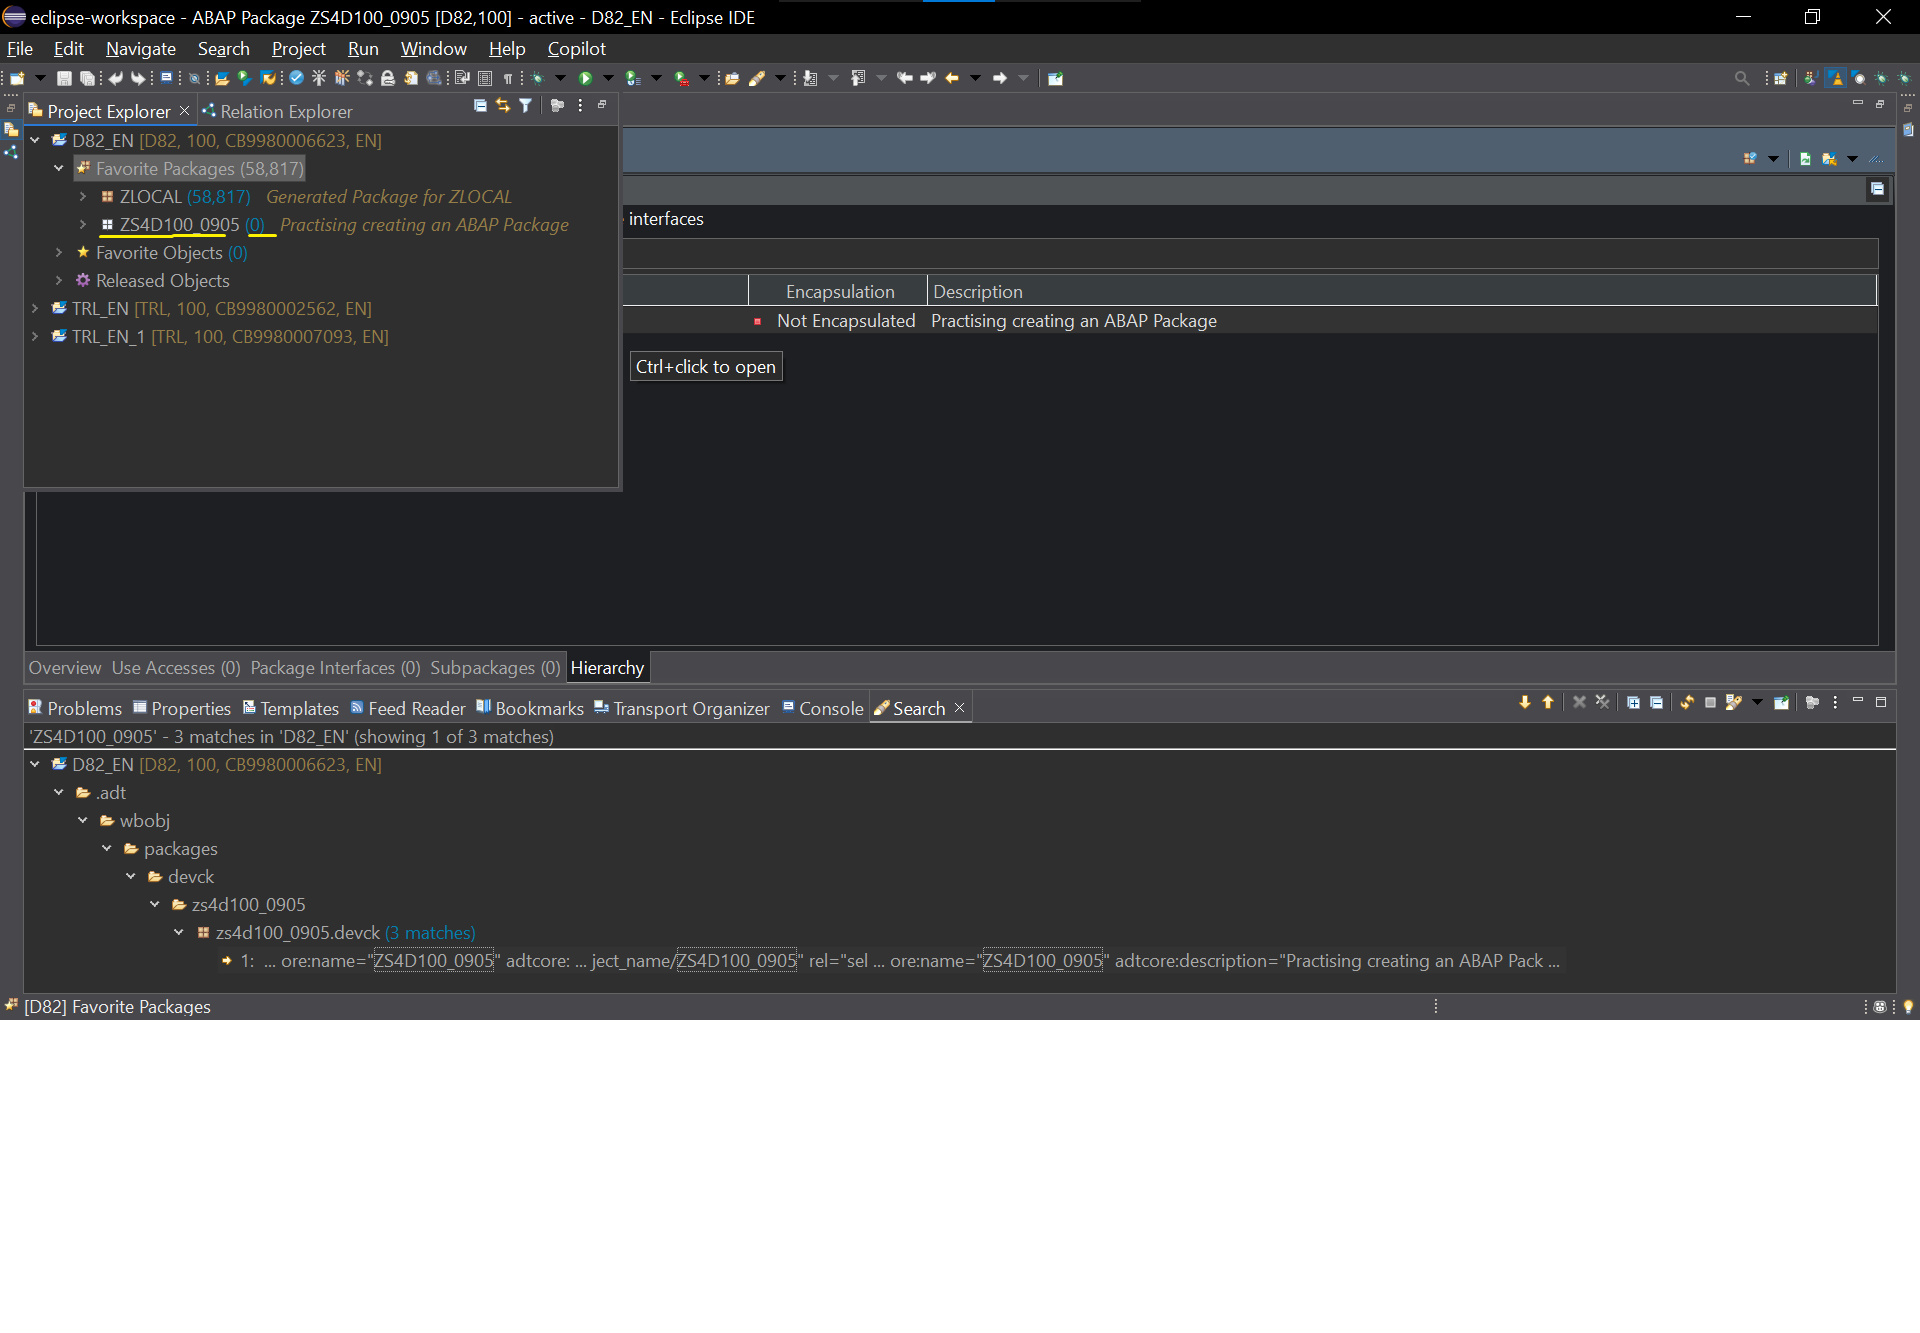 eclipse-workspace - ABAP Package ZS4D100_0905 [D82,100] - active - D82_EN - Eclipse IDE
File Edit Navigate Search Project Run Window Help Copilot
Project Explorer Relation Explorer
D82_EN [D82, 100, CB9980006623, EN]
Favorite Packages (58,817)
ZLOCAL (58,817) Generated Package for ZLOCAL
ZS4D100_0905 (0) Practising creating an ABAP Package
Favorite Objects (0)
Released Objects
TRL_EN [TRL, 100, CB9980002562, EN]
TRL_EN_1 [TRL, 100, CB9980007093, EN]
interfaces
Encapsulation Description
Not Encapsulated Practising creating an ABAP Package
Ctrl+click to open
Overview Use Accesses (0) Package Interfaces (0) Subpackages (0) Hierarchy
Problems Properties Templates Feed Reader Bookmarks Transport Organizer Console Search
'ZS4D100_0905' - 3 matches in 'D82_EN' (showing 1 of 3 matches)
D82_EN [D82, 100, CB9980006623, EN]
.adt
wbobj
packages
devck
zs4d100_0905
zs4d100_0905.devck (3 matches)
1: ... ore:name="ZS4D100_0905" adtcore: ... ject_name/ZS4D100_0905" rel="sel ... ore:name="ZS4D100_0905" adtcore:description="Practising creating an ABAP Pack ...
[D82] Favorite Packages